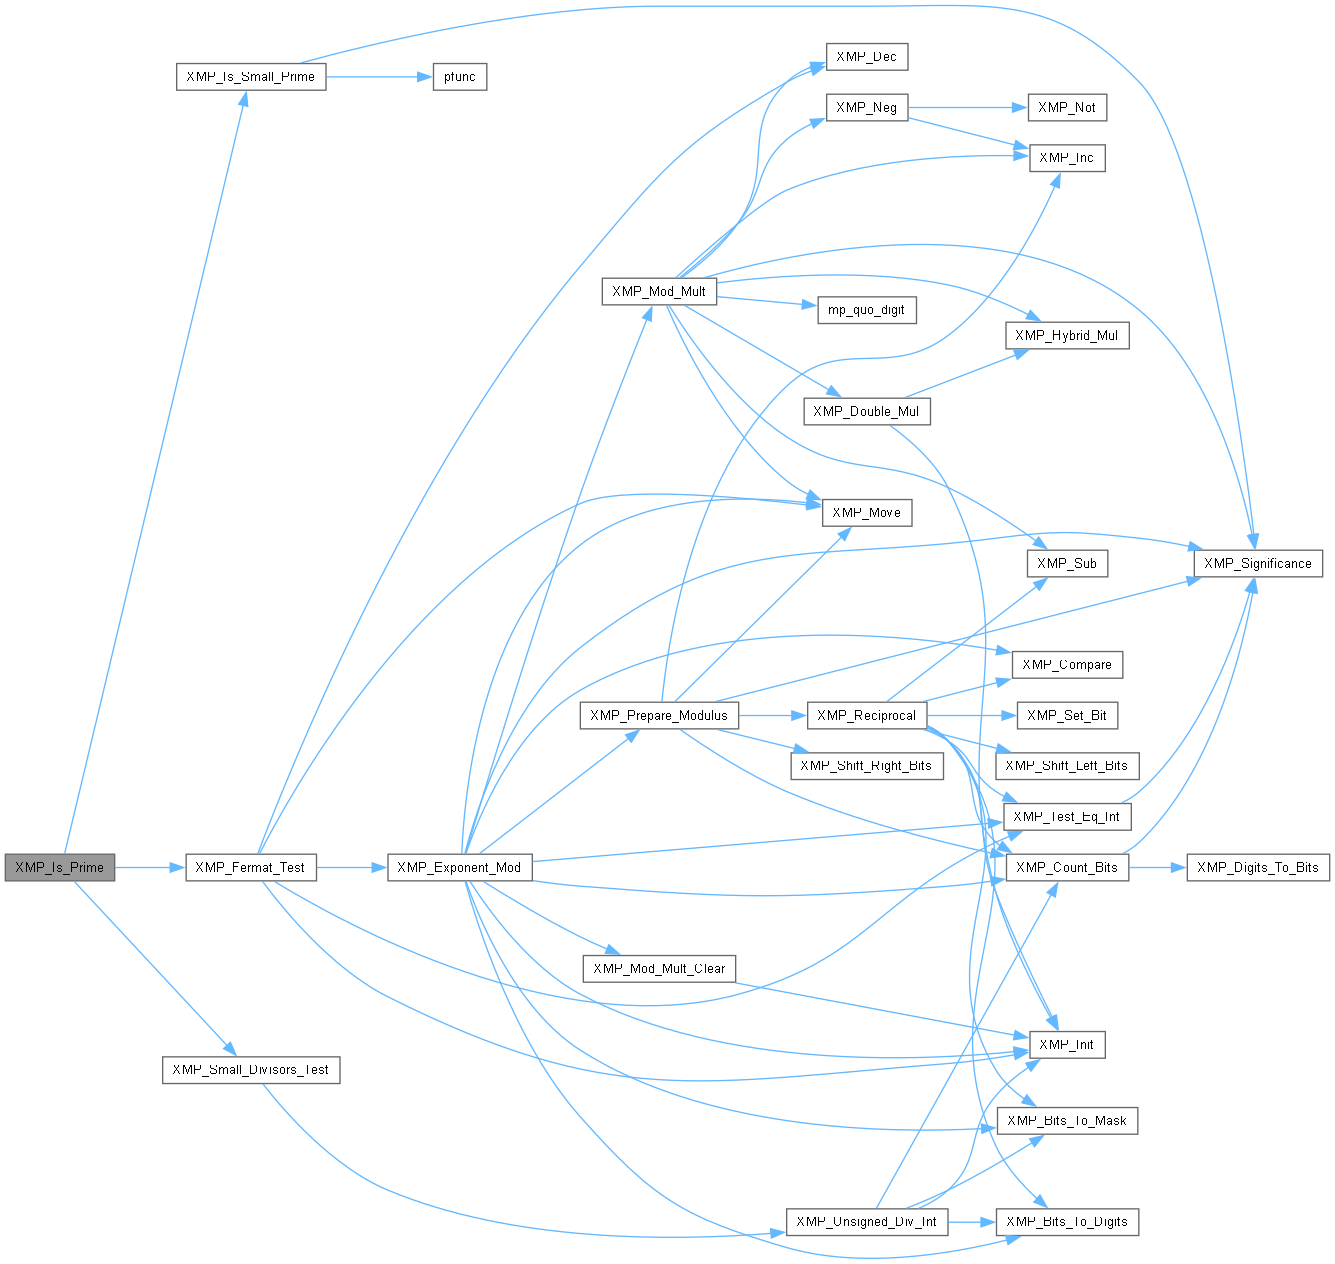 XMP_Dec
XMP_Is_Small_Prime
pfunc
XMP_Neg
XMP_Not
XMP_Inc
XMP_Mod_Mult
mp_quo_digit
XMP_Hybrid_Mul
XMP_Double_Mul
XMP_Move
XMP_Sub
XMP_Significance
XMP_Compare
XMP_Prepare_Modulus
XMP_Reciprocal
XMP_Set_Bit
XMP_Shift_Right_Bits
XMP_Shift_Left_Bits
XMP_Test_Eq_Int
XMP_Is_Prime
XMP_Fermat_Test
XMP_Exponent_Mod
XMP_Count_Bits
XMP_Digits_To_Bits
XMP_Mod_Mult_Clear
XMP_Init
XMP_Small_Divisors_Test
XMP_Bits_To_Mask
XMP_Unsigned_Div_Int
XMP_Bits_To_Digits